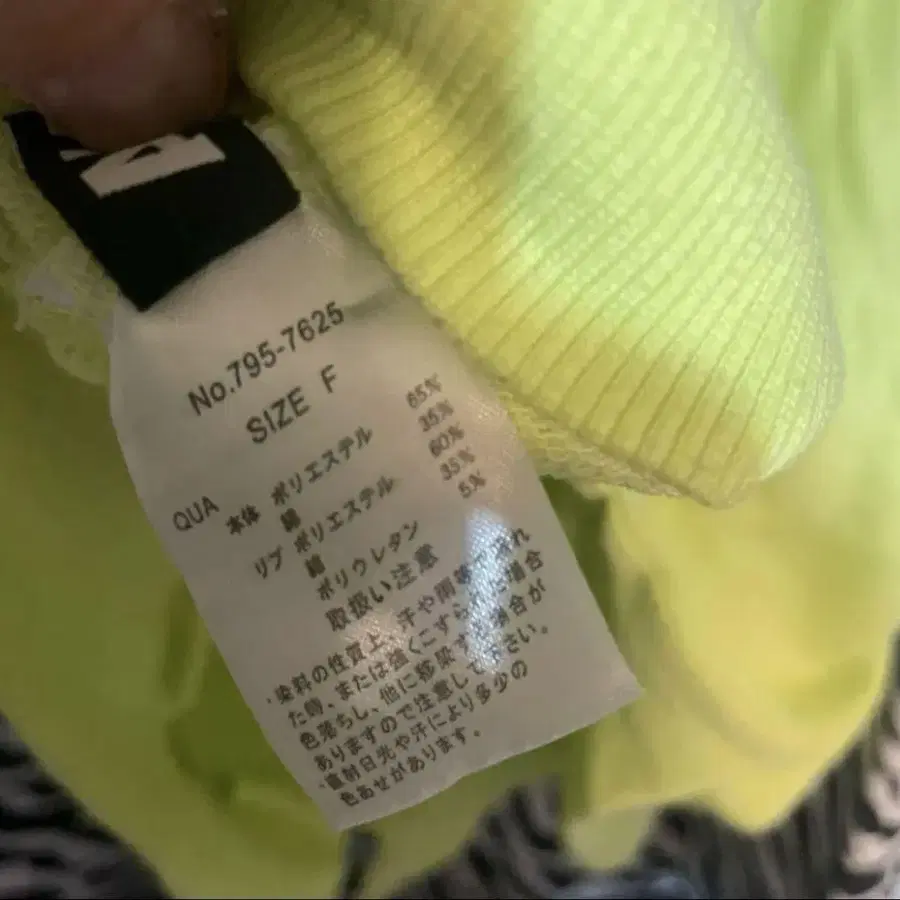 No.795-7625
SIZE F
QUA 本体 ポリエステル 65%
綿 35%
リブ ポリエステル 60%
綿 35%
ポリウレタン 5%
取扱い注意
・染料の性質上、汗や雨等で濡れ
た時、または強くこすられた場合
色落ちし、他に移染する場合が
ありますので注意して下さい。
・直射日光や汗により多少の
色あせがあります。